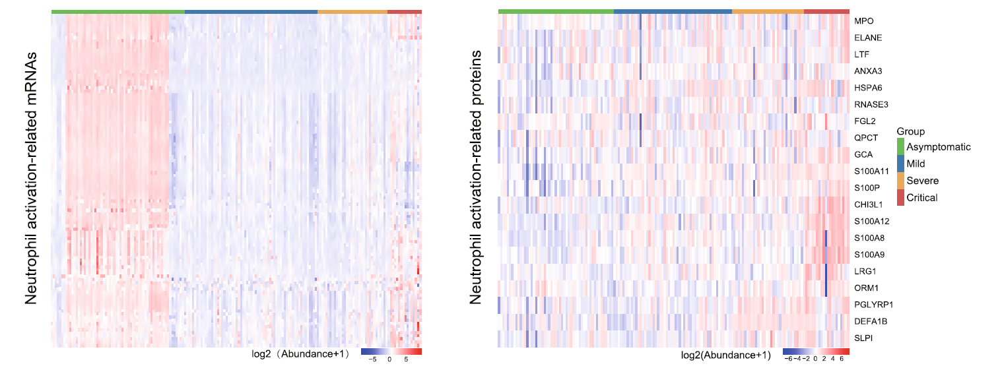 Neutrophil activation-related mRNAs
log2（Abundance+1）
−5 0 5
Neutrophil activation-related proteins
MPO
ELANE
LTF
ANXA3
HSPA6
RNASE3
FGL2
QPCT
GCA
S100A11
S100P
CHI3L1
S100A12
S100A8
S100A9
LRG1
ORM1
PGLYRP1
DEFA1B
SLPI
log2(Abundance+1)
−6 −4 −2 0 2 4 6
Group
Asymptomatic
Mild
Severe
Critical